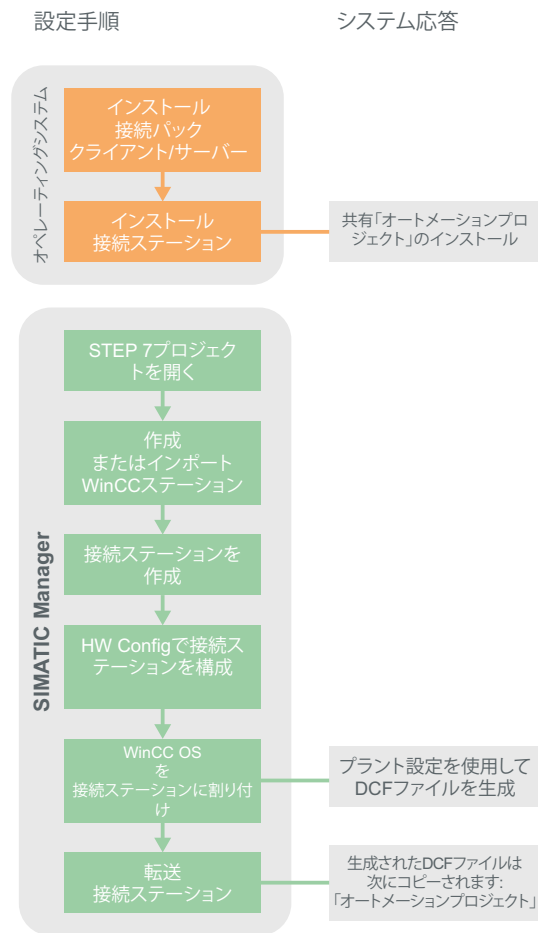 設定手順
システム応答
オペレーティングシステム
インストール
接続パック
クライアント/サーバー
インストール
接続ステーション
共有「オートメーションプロ
ジェクト」のインストール
SIMATIC Manager
STEP 7プロジェク
トを開く
作成
またはインポート
WinCCステーション
接続ステーションを
作成
HW Configで接続ス
テーションを構成
WinCC OS
を
接続ステーションに割り付
け
プラント設定を使用して
DCFファイルを生成
転送
接続ステーション
生成されたDCFファイルは
次にコピーされます:
「オートメーションプロジェクト」